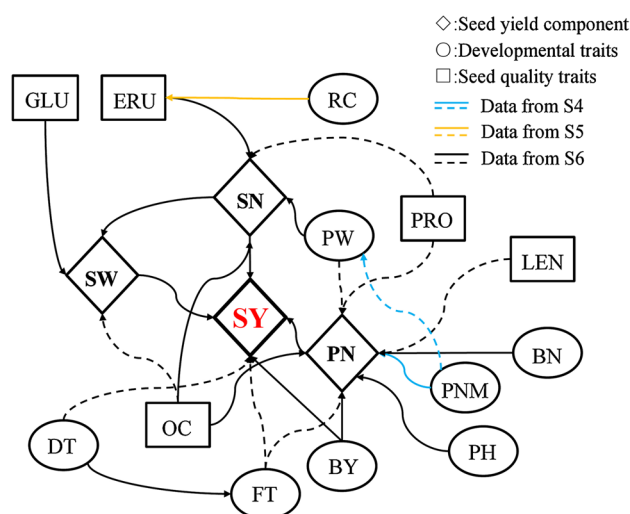 ◇:Seed yield component
○:Developmental traits
□:Seed quality traits
Data from S4
Data from S5
Data from S6
GLU
ERU
RC
SN
PW
PRO
SW
LEN
SY
PN
BN
PNM
OC
DT
PH
BY
FT